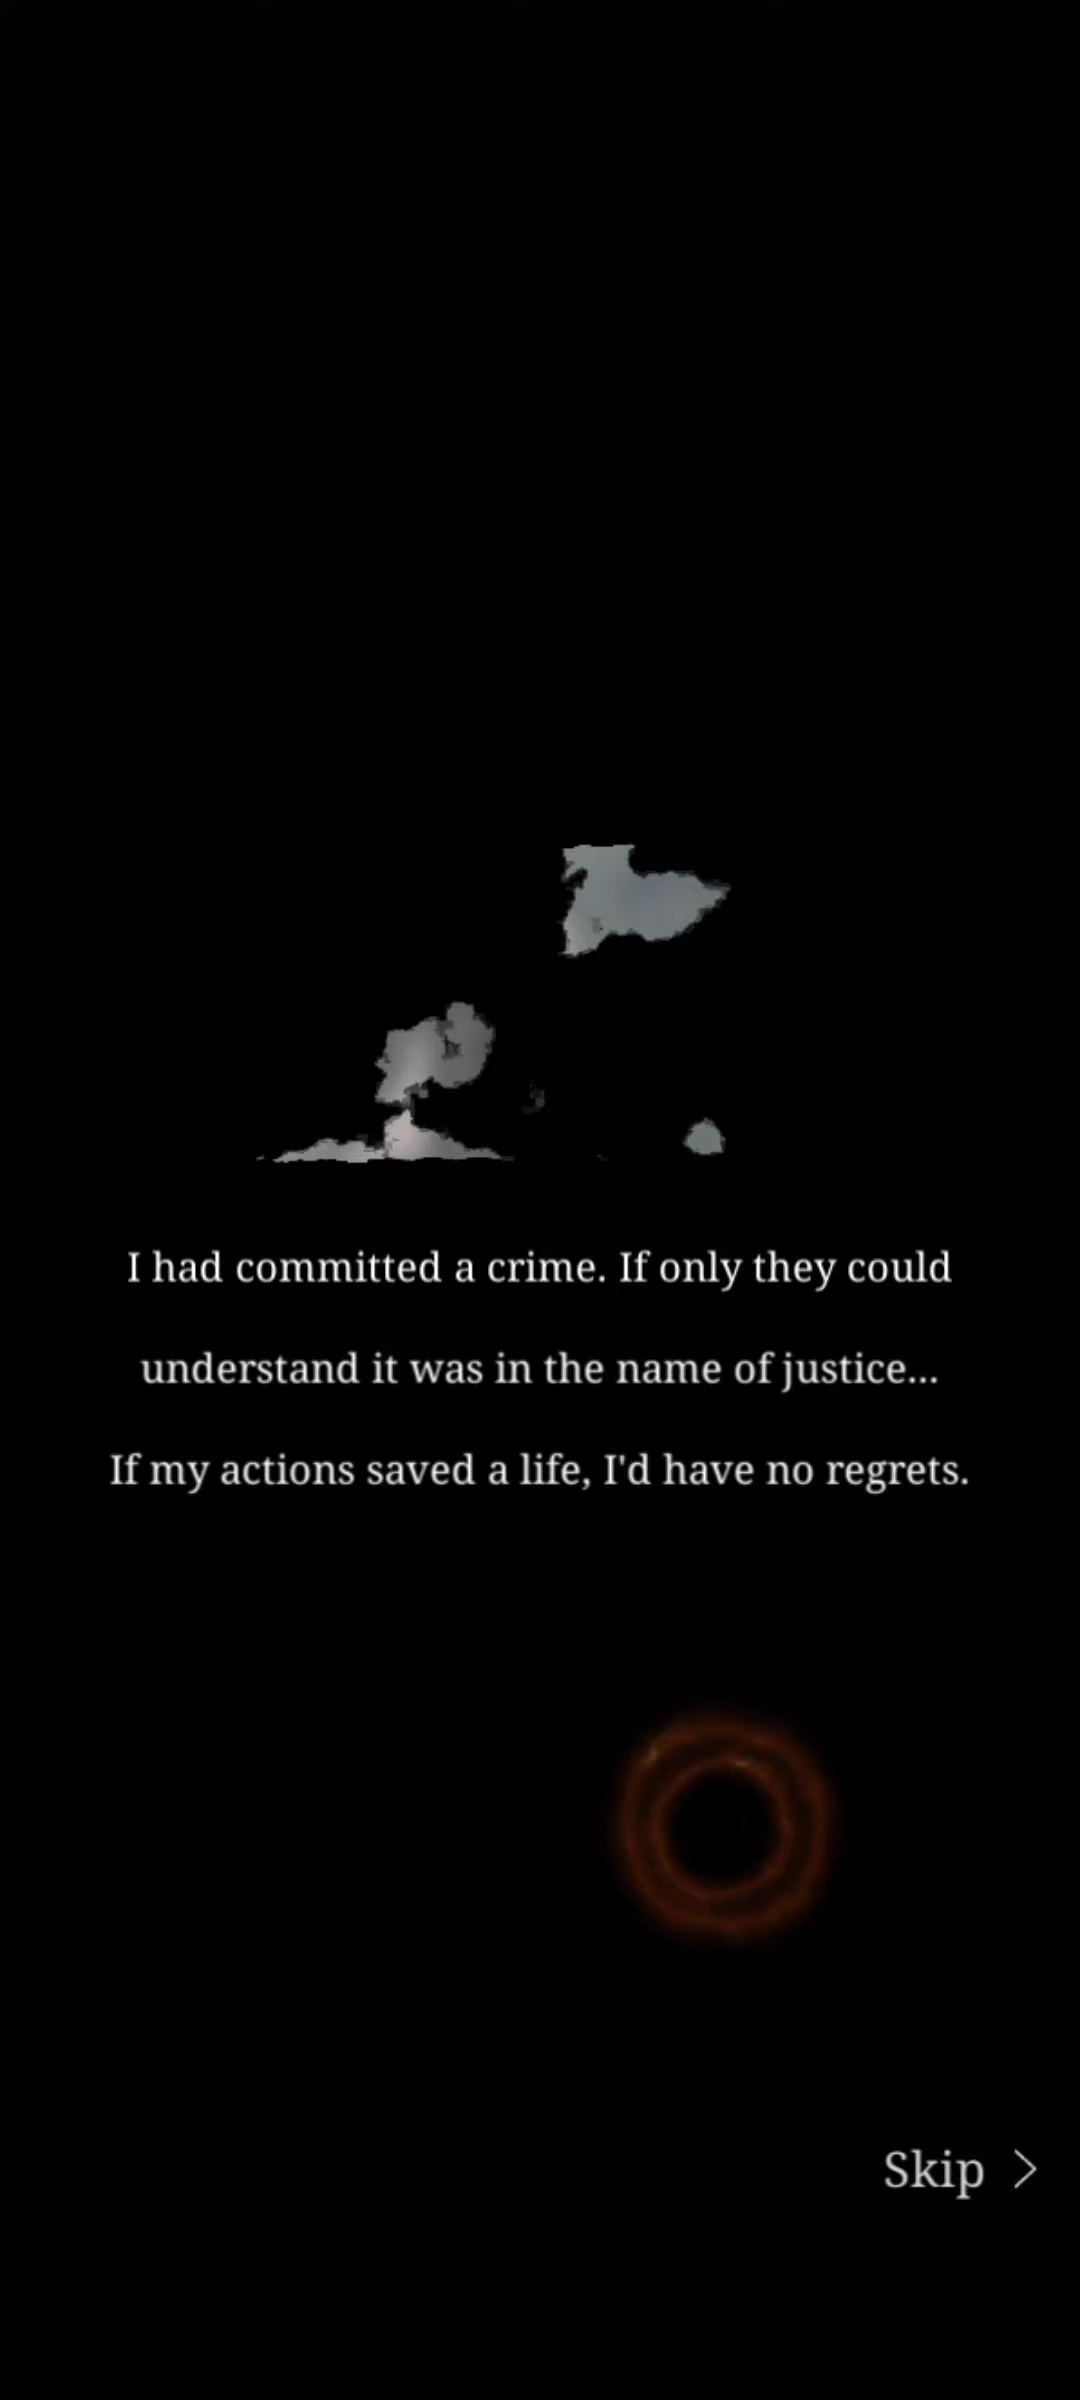 I had committed a crime. If only they could
understand it was in the name of justice...
If my actions saved a life, I'd have no regrets.
Skip >